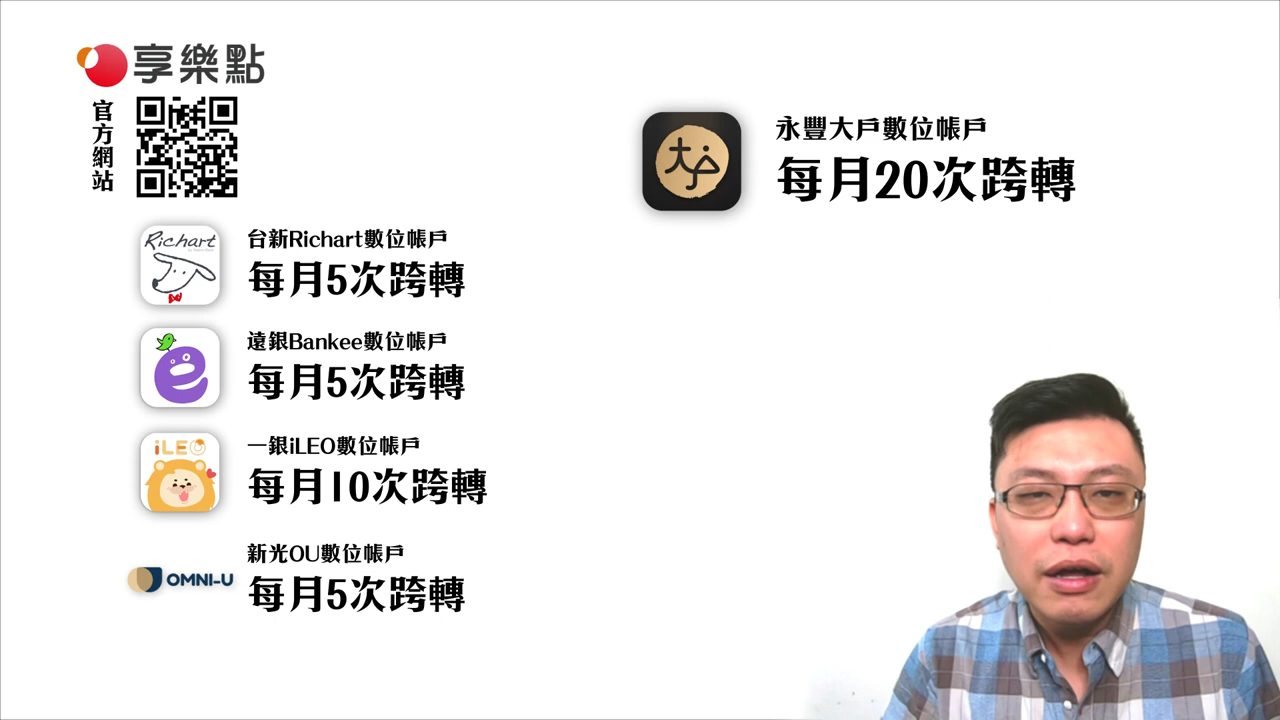 享樂點
官方網站
Richart
台新Richart數位帳戶
每月5次跨轉
遠銀Bankee數位帳戶
每月5次跨轉
iLEO
一銀iLEO數位帳戶
每月10次跨轉
OMNI-U
新光OU數位帳戶
每月5次跨轉
大戶
永豐大戶數位帳戶
每月20次跨轉